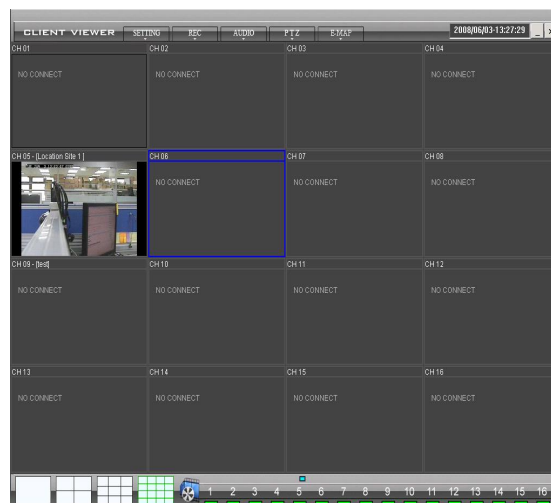 CLIENT VIEWER SETTING REC AUDIO PTZ E-MAP 2008/06/03-13:27:29
CH 01 CH 02 CH 03 CH 04
NO CONNECT NO CONNECT NO CONNECT NO CONNECT
CH 05 - [Location Site 1 ] CH 06 CH 07 CH 08
NO CONNECT NO CONNECT NO CONNECT
CH 09 - [test] CH 10 CH 11 CH 12
NO CONNECT NO CONNECT NO CONNECT NO CONNECT
CH 13 CH 14 CH 15 CH 16
NO CONNECT NO CONNECT NO CONNECT NO CONNECT
1 2 3 4 5 6 7 8 9 10 11 12 13 14 15 16